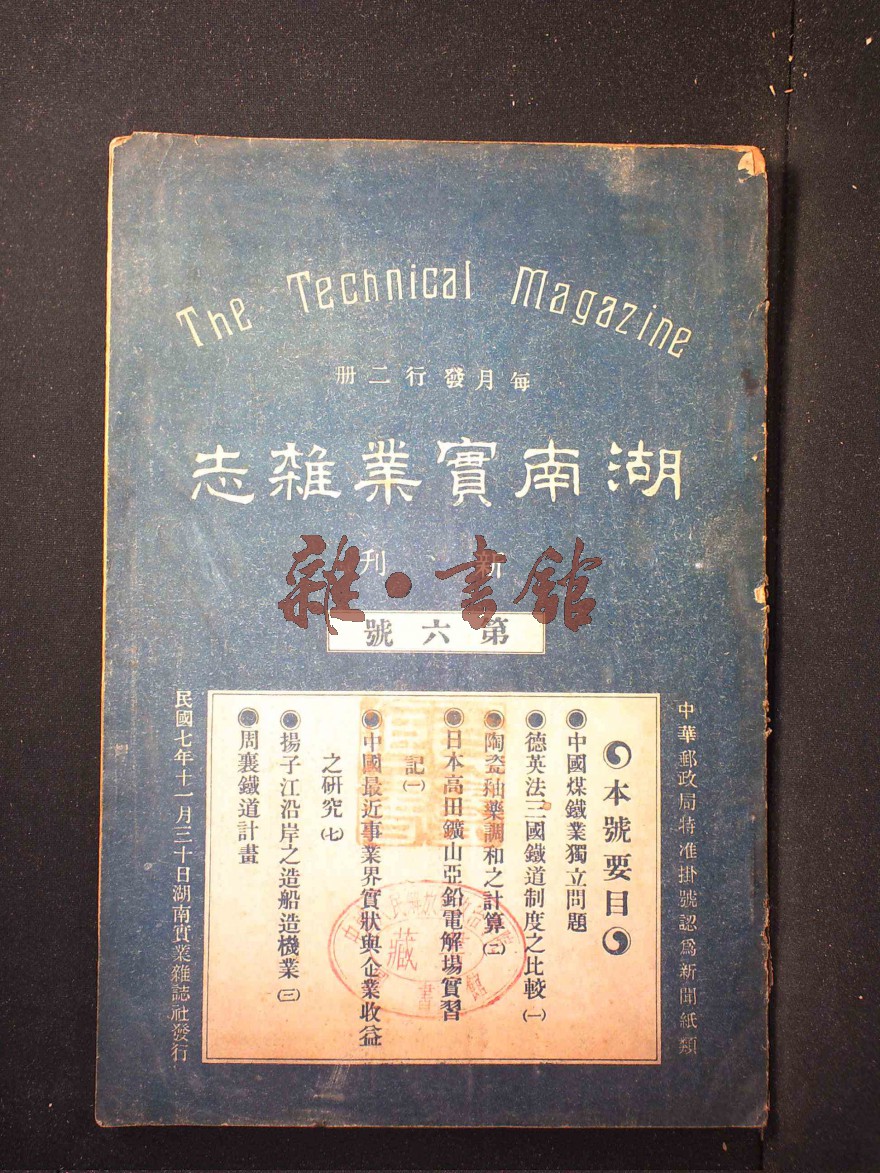 The Technical Magazine
每月發行二冊
湖南實業雜志
新刊
雜·書館
第六號
中華郵政局特准掛號認爲新聞紙類
本號要目
●中國煤鐵業獨立問題
●德英法三國鐵道制度之比較(一)
●陶瓷釉藥調和之計算(二)
●日本高田鑛山亞鉛電解場實習
記(一)
●中國最近事業界實狀與企業收益
之研究(七)
●揚子江沿岸之造船造機業(三)
●周襄鐵道計畫
民國七年十一月三十日湖南實業雜誌社發行
藏
書